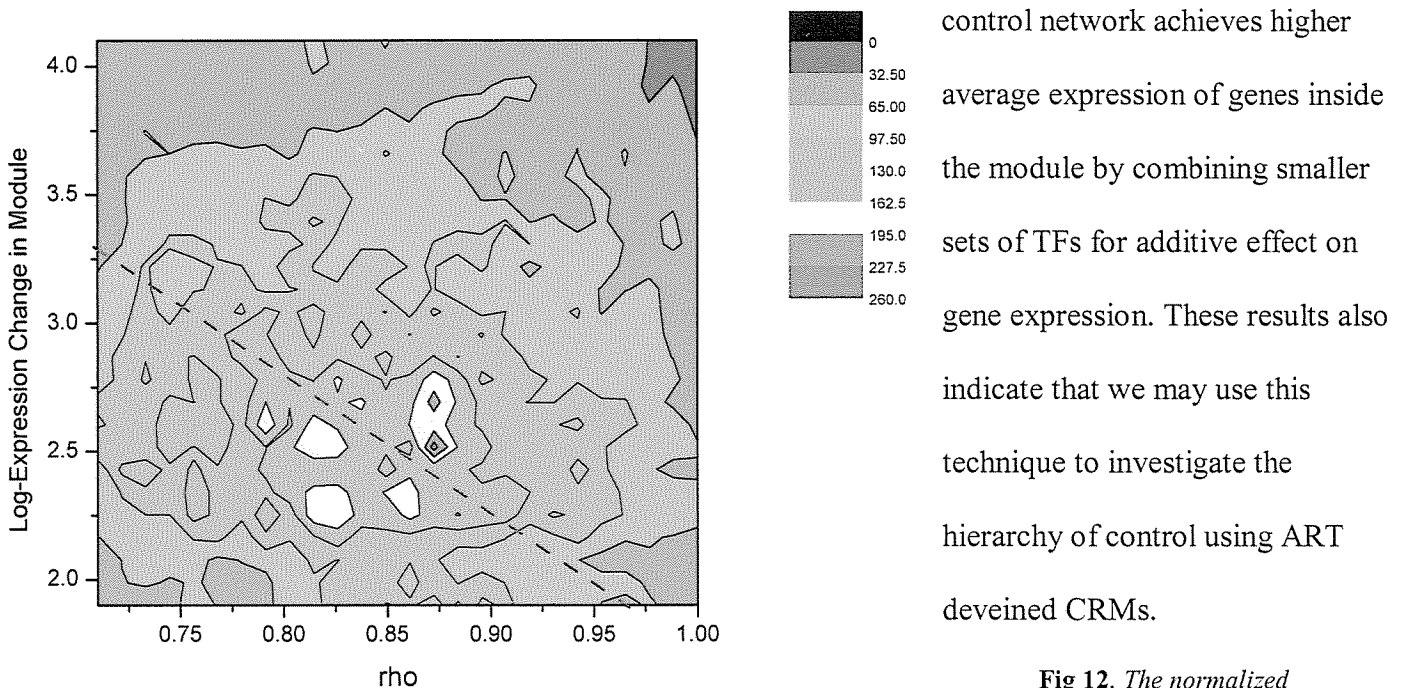 4.0
3.5
3.0
2.5
2.0
Log-Expression Change in Module
0.75 0.80 0.85 0.90 0.95 1.00
rho
0
32.50
65.00
97.50
130.0
162.5
195.0
227.5
260.0
control network achieves higher
average expression of genes inside
the module by combining smaller
sets of TFs for additive effect on
gene expression. These results also
indicate that we may use this
technique to investigate the
hierarchy of control using ART
deveined CRMs.
Fig 12. The normalized